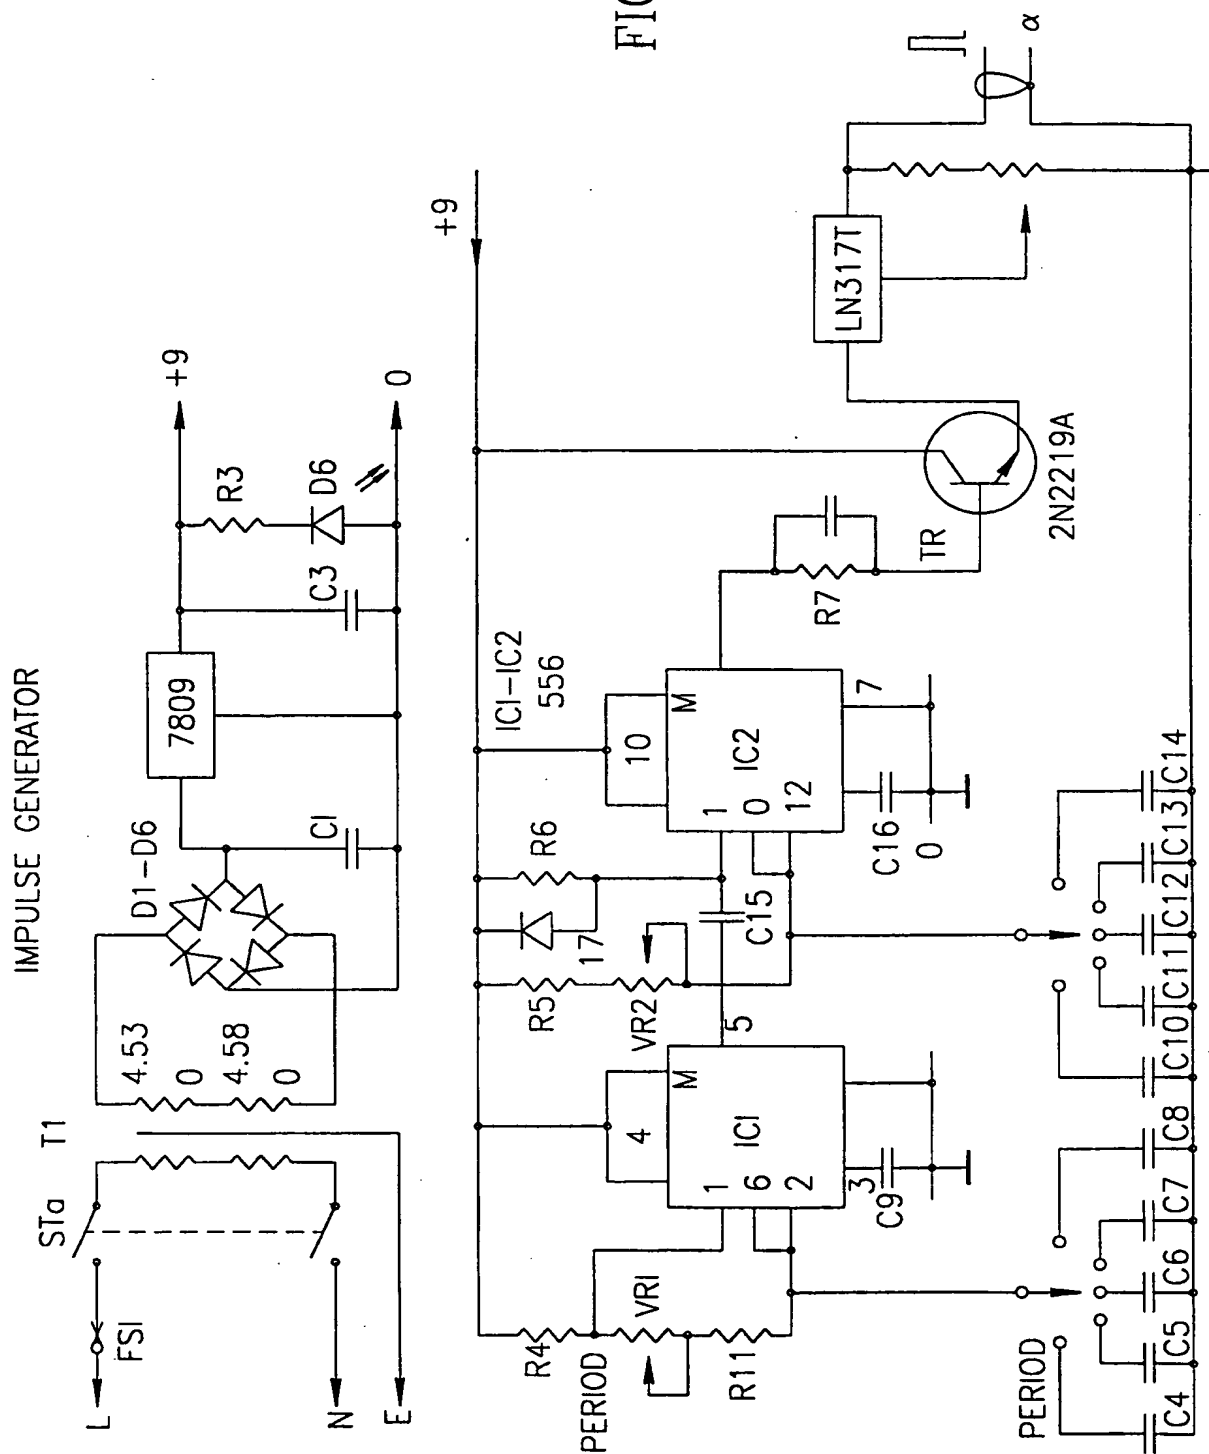 IMPULSE GENERATOR
FIG
L
FSI
STa
T1
4.53
0
4.58
0
D1-D6
C1
7809
C3
R3
D6
+9
0
N
E
+9
R4
PERIOD
VR1
R11
1
6
2
4
M
IC1
3
C9
5
R5
VR2
17
R6
C15
IC1-IC2
556
10
M
1
0
12
IC2
7
C16
0
R7
TR
2N2219A
LN317T
α
PERIOD
C4
C5
C6
C7
C8
C10
C11
C12
C13
C14